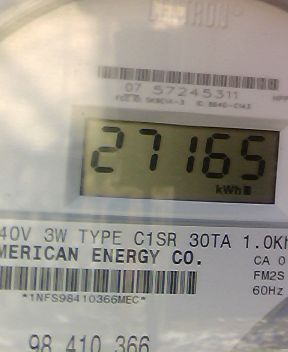 07 57245311
27165
kWh
40V 3W TYPE C1SR 30TA 1.0Kh
MERICAN ENERGY CO.
CA 0
FM2S
*1NFS98410366MEC*
60Hz
98 410 366